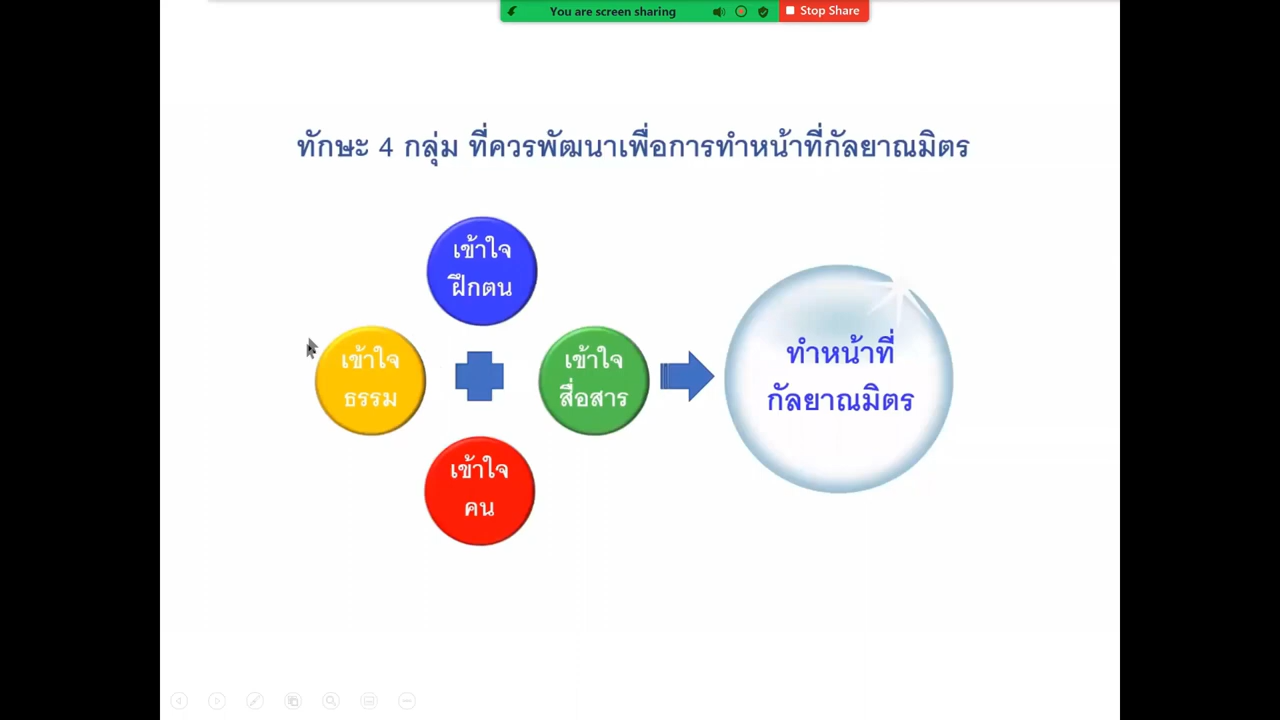 You are screen sharing
Stop Share
ทักษะ 4 กลุ่ม ที่ควรพัฒนาเพื่อการทำหน้าที่กัลยาณมิตร
เข้าใจ
ฝึกตน
เข้าใจ
ธรรม
เข้าใจ
สื่อสาร
เข้าใจ
คน
ทำหน้าที่
กัลยาณมิตร